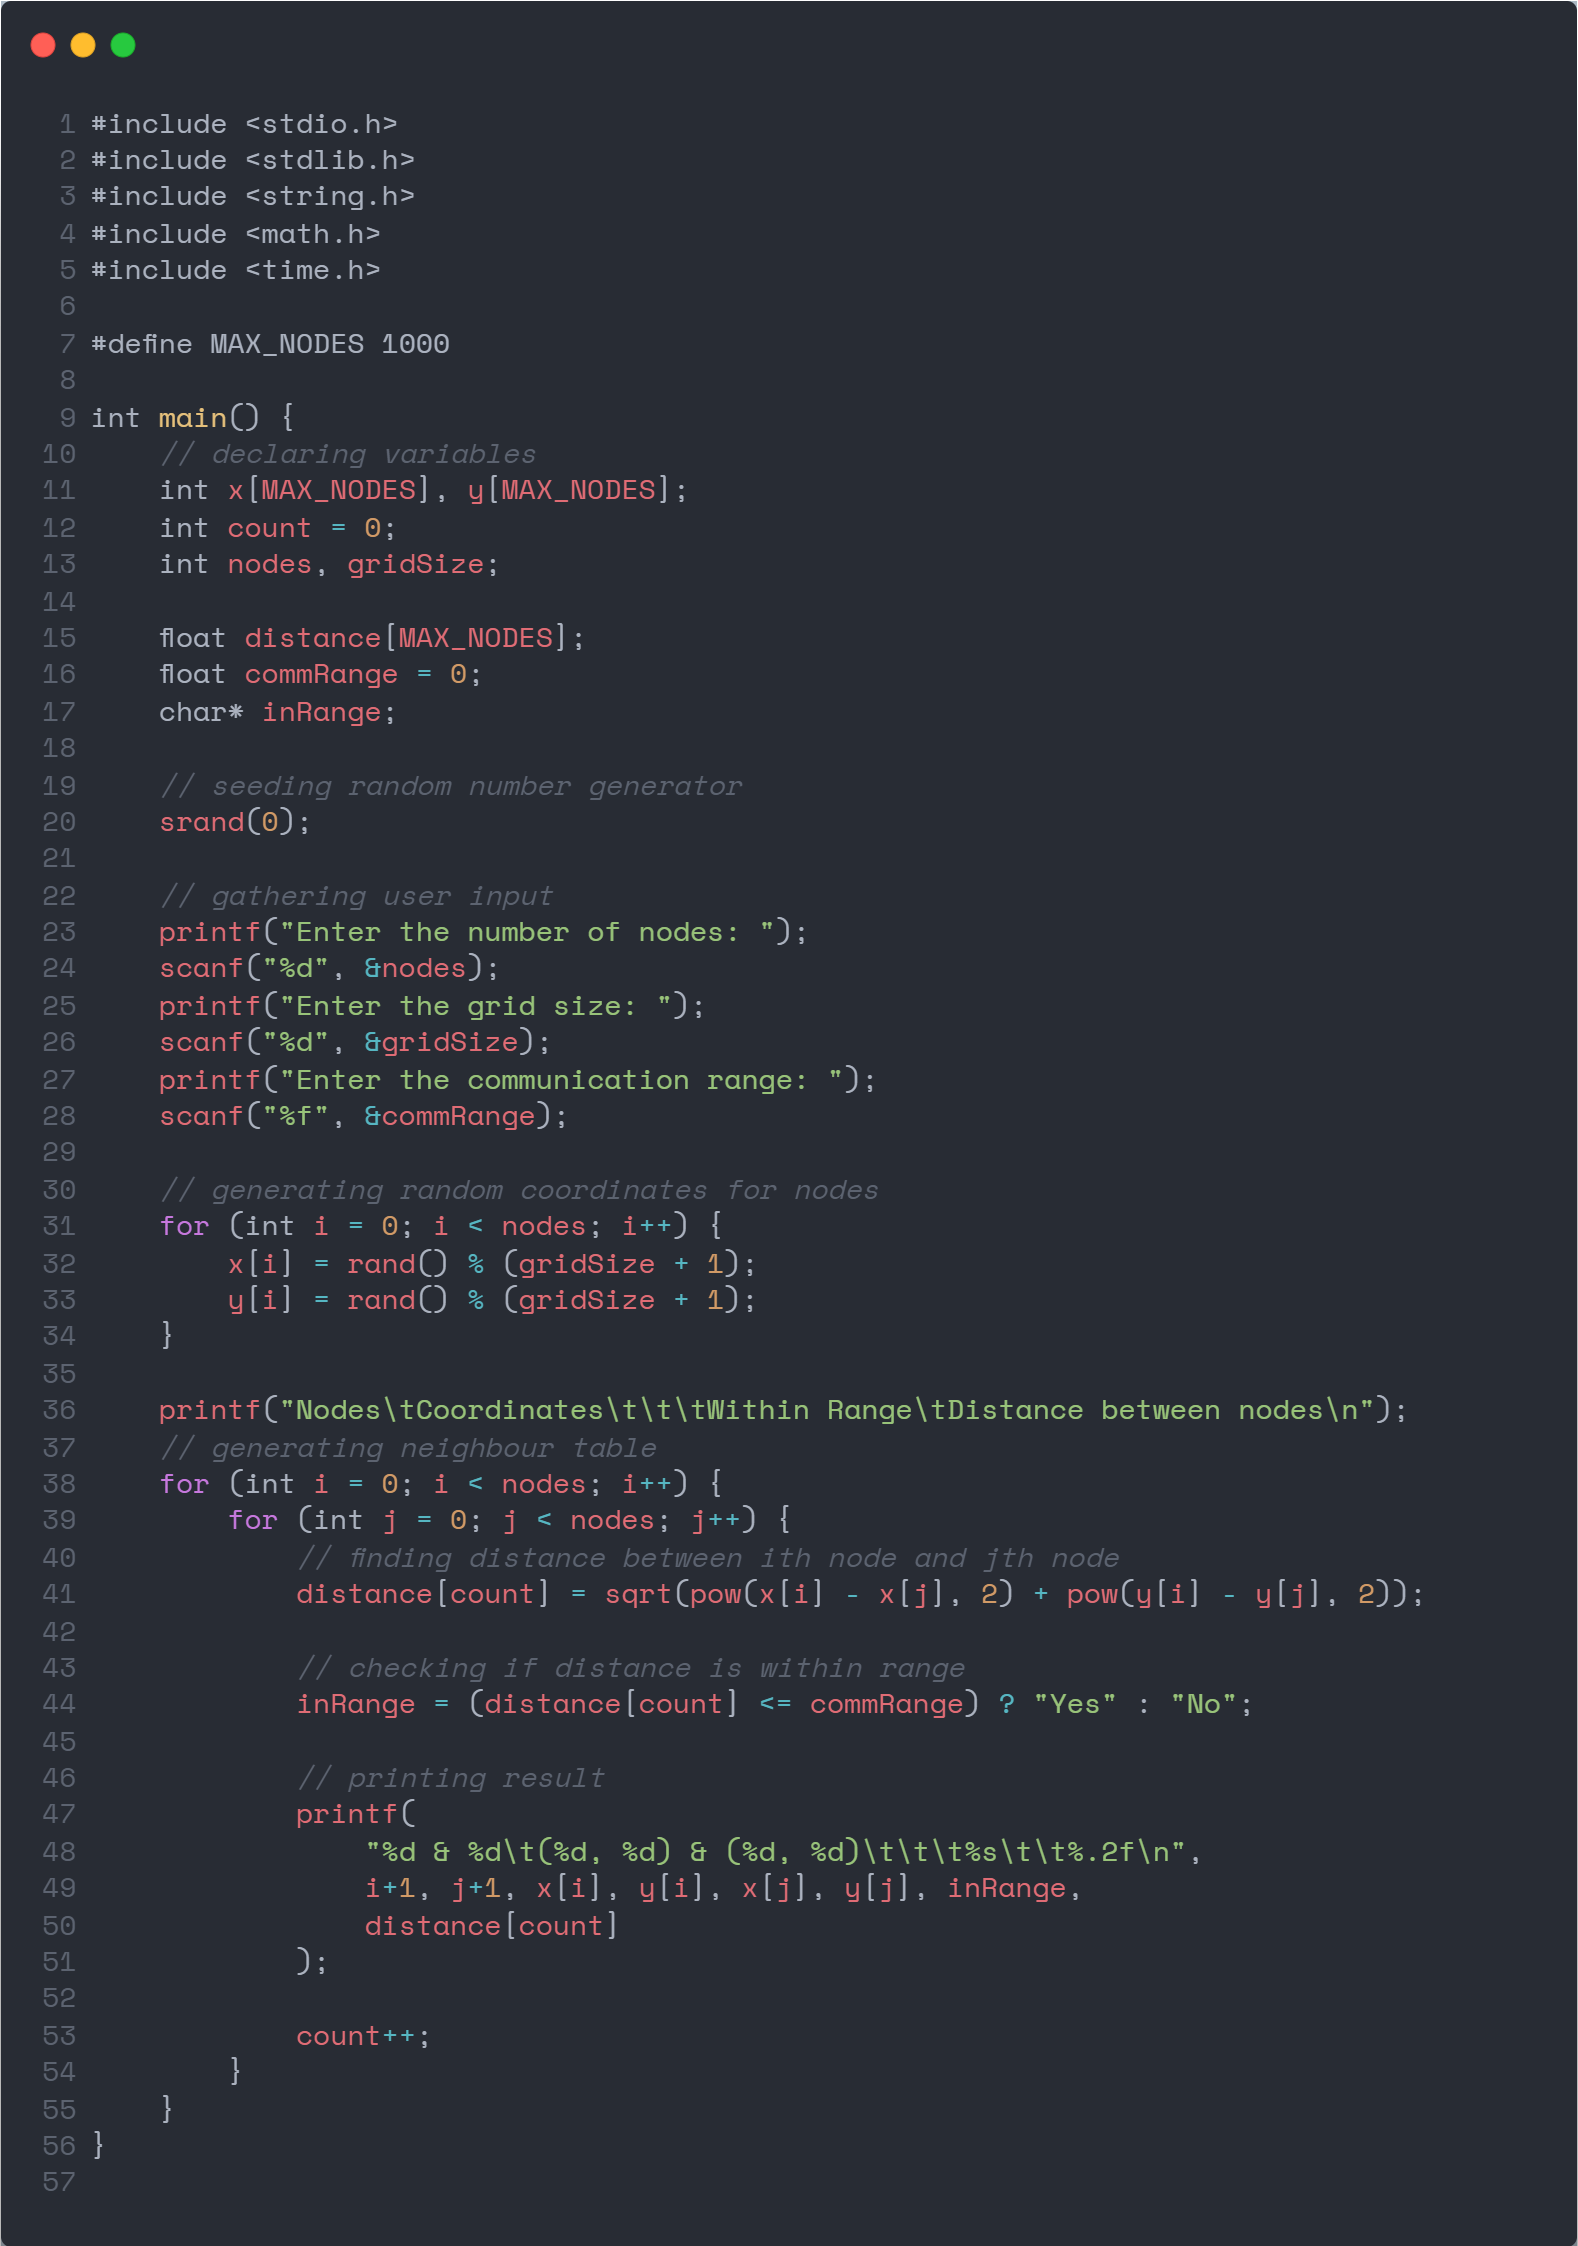 1 #include <stdio.h>
2 #include <stdlib.h>
3 #include <string.h>
4 #include <math.h>
5 #include <time.h>
6
7 #define MAX_NODES 1000
8
9 int main() {
10     // declaring variables
11     int x[MAX_NODES], y[MAX_NODES];
12     int count = 0;
13     int nodes, gridSize;
14
15     float distance[MAX_NODES];
16     float commRange = 0;
17     char* inRange;
18
19     // seeding random number generator
20     srand(0);
21
22     // gathering user input
23     printf("Enter the number of nodes: ");
24     scanf("%d", &nodes);
25     printf("Enter the grid size: ");
26     scanf("%d", &gridSize);
27     printf("Enter the communication range: ");
28     scanf("%f", &commRange);
29
30     // generating random coordinates for nodes
31     for (int i = 0; i < nodes; i++) {
32         x[i] = rand() % (gridSize + 1);
33         y[i] = rand() % (gridSize + 1);
34     }
35
36     printf("Nodes\tCoordinates\t\t\tWithin Range\tDistance between nodes\n");
37     // generating neighbour table
38     for (int i = 0; i < nodes; i++) {
39         for (int j = 0; j < nodes; j++) {
40             // finding distance between ith node and jth node
41             distance[count] = sqrt(pow(x[i] - x[j], 2) + pow(y[i] - y[j], 2));
42
43             // checking if distance is within range
44             inRange = (distance[count] <= commRange) ? "Yes" : "No";
45
46             // printing result
47             printf(
48                 "%d & %d\t(%d, %d) & (%d, %d)\t\t\t%s\t\t%.2f\n",
49                 i+1, j+1, x[i], y[i], x[j], y[j], inRange,
50                 distance[count]
51             );
52
53             count++;
54         }
55     }
56 }
57